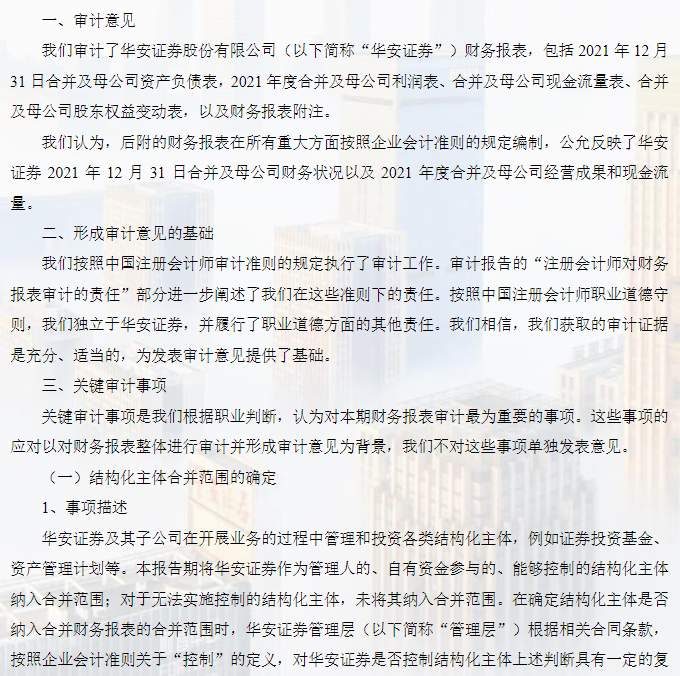 一、审计意见
我们审计了华安证券股份有限公司（以下简称“华安证券”）财务报表，包括 2021 年 12 月
31 日合并及母公司资产负债表，2021 年度合并及母公司利润表、合并及母公司现金流量表、合并
及母公司股东权益变动表，以及财务报表附注。
我们认为，后附的财务报表在所有重大方面按照企业会计准则的规定编制，公允反映了华安
证券 2021 年 12 月 31 日合并及母公司财务状况以及 2021 年度合并及母公司经营成果和现金流
量。
二、形成审计意见的基础
我们按照中国注册会计师审计准则的规定执行了审计工作。审计报告的“注册会计师对财务
报表审计的责任”部分进一步阐述了我们在这些准则下的责任。按照中国注册会计师职业道德守
则，我们独立于华安证券，并履行了职业道德方面的其他责任。我们相信，我们获取的审计证据
是充分、适当的，为发表审计意见提供了基础。
三、关键审计事项
关键审计事项是我们根据职业判断，认为对本期财务报表审计最为重要的事项。这些事项的
应对以对财务报表整体进行审计并形成审计意见为背景，我们不对这些事项单独发表意见。
（一）结构化主体合并范围的确定
1、事项描述
华安证券及其子公司在开展业务的过程中管理和投资各类结构化主体，例如证券投资基金、
资产管理计划等。本报告期将华安证券作为管理人的、自有资金参与的、能够控制的结构化主体
纳入合并范围；对于无法实施控制的结构化主体，未将其纳入合并范围。在确定结构化主体是否
纳入合并财务报表的合并范围时，华安证券管理层（以下简称“管理层”）根据相关合同条款，
按照企业会计准则关于“控制”的定义，对华安证券是否控制结构化主体上述判断具有一定的复